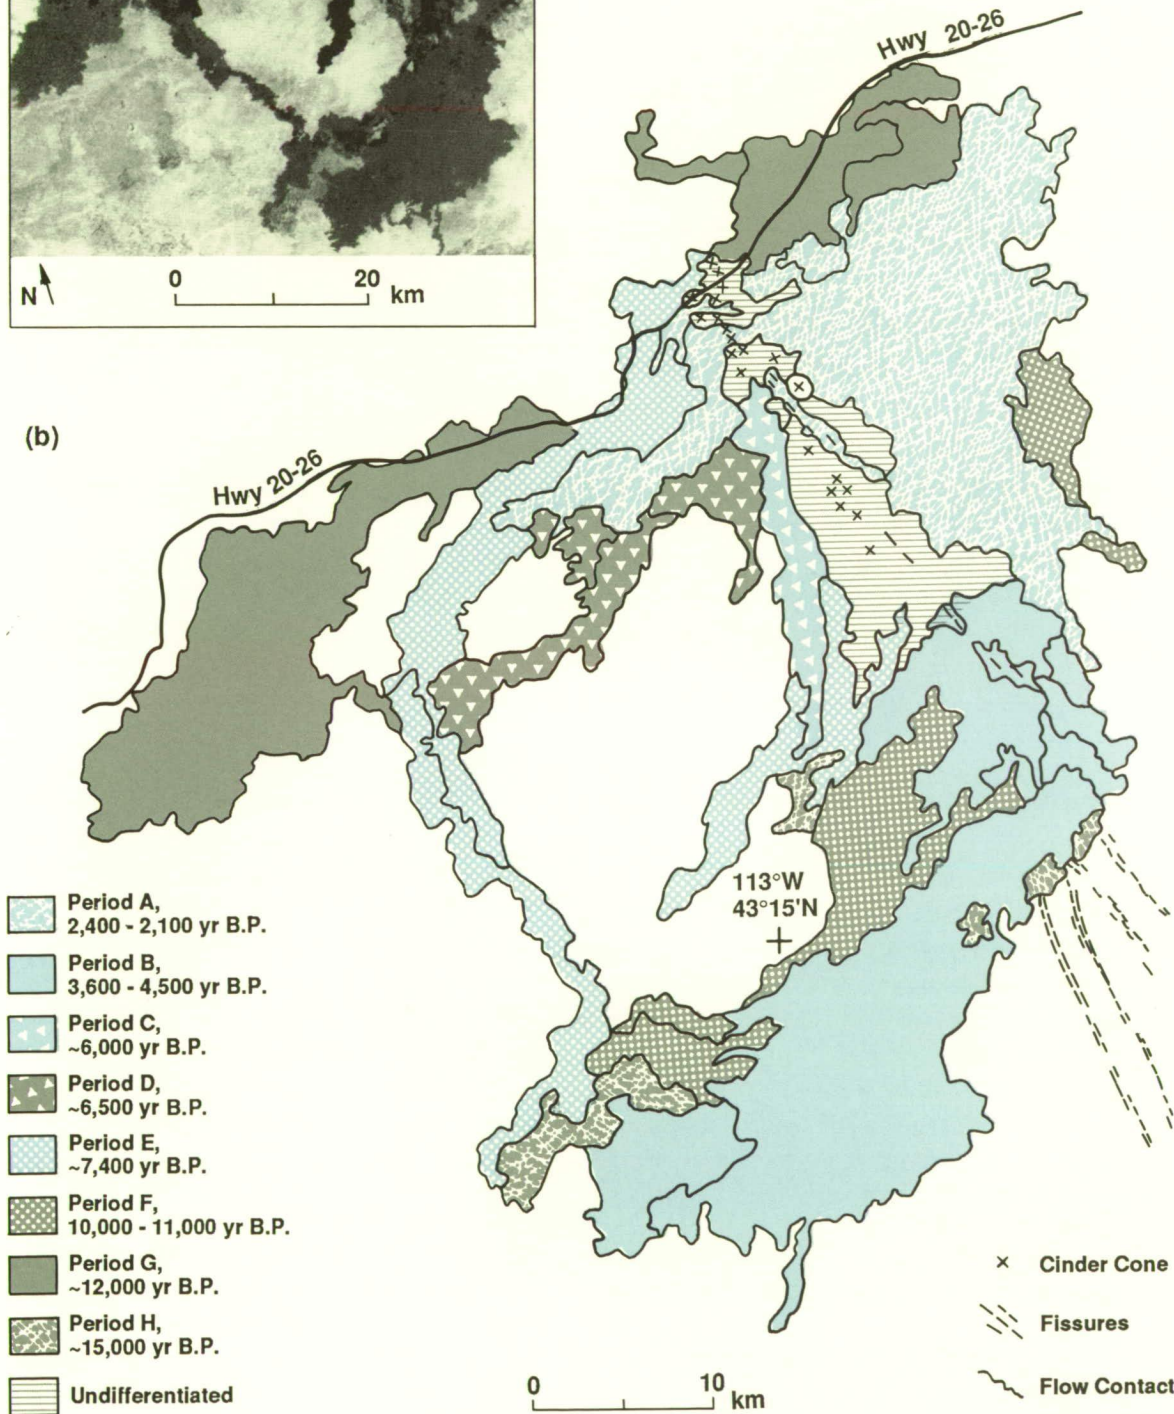 Hwy 20-26
N
0
20
km
(b)
Hwy 20-26
113°W
43°15'N
Period A,
2,400 - 2,100 yr B.P.
Period B,
3,600 - 4,500 yr B.P.
Period C,
~6,000 yr B.P.
Period D,
~6,500 yr B.P.
Period E,
~7,400 yr B.P.
Period F,
10,000 - 11,000 yr B.P.
Period G,
~12,000 yr B.P.
Period H,
~15,000 yr B.P.
Undifferentiated
Cinder Cone
Fissures
Flow Contact
0
10
km